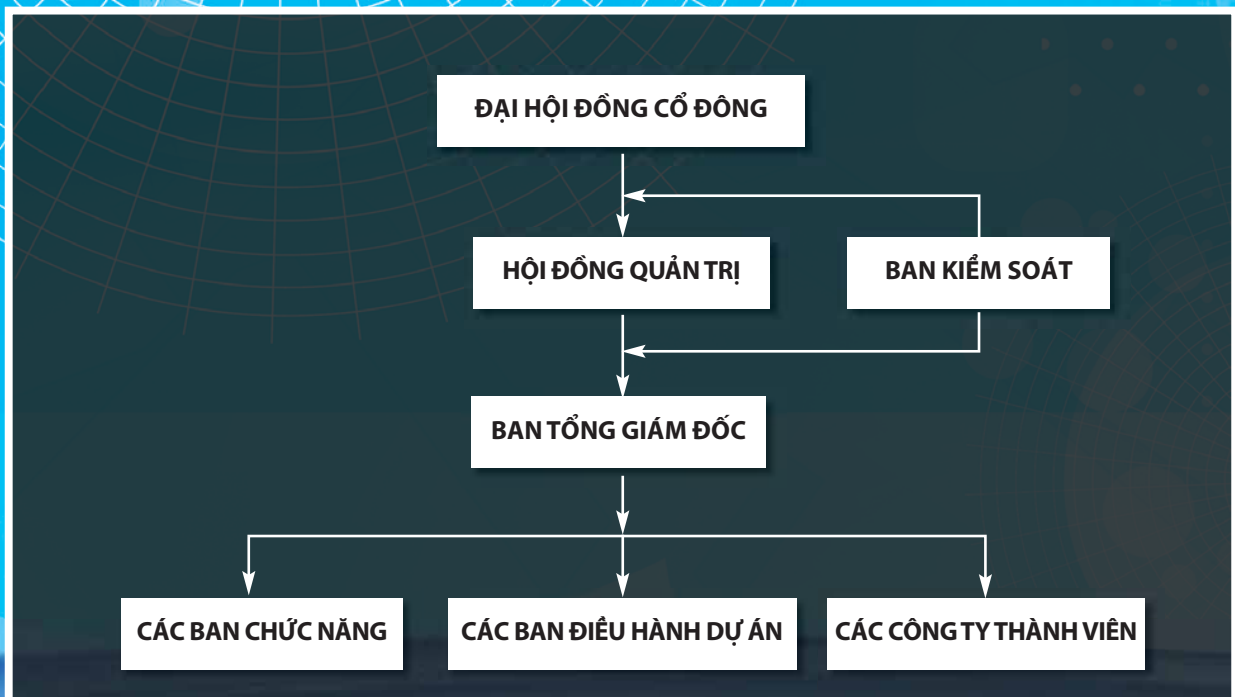 ĐẠI HỘI ĐỒNG CỔ ĐÔNG
HỘI ĐỒNG QUẢN TRỊ
BAN KIỂM SOÁT
BAN TỔNG GIÁM ĐỐC
CÁC BAN CHỨC NĂNG
CÁC BAN ĐIỀU HÀNH DỰ ÁN
CÁC CÔNG TY THÀNH VIÊN